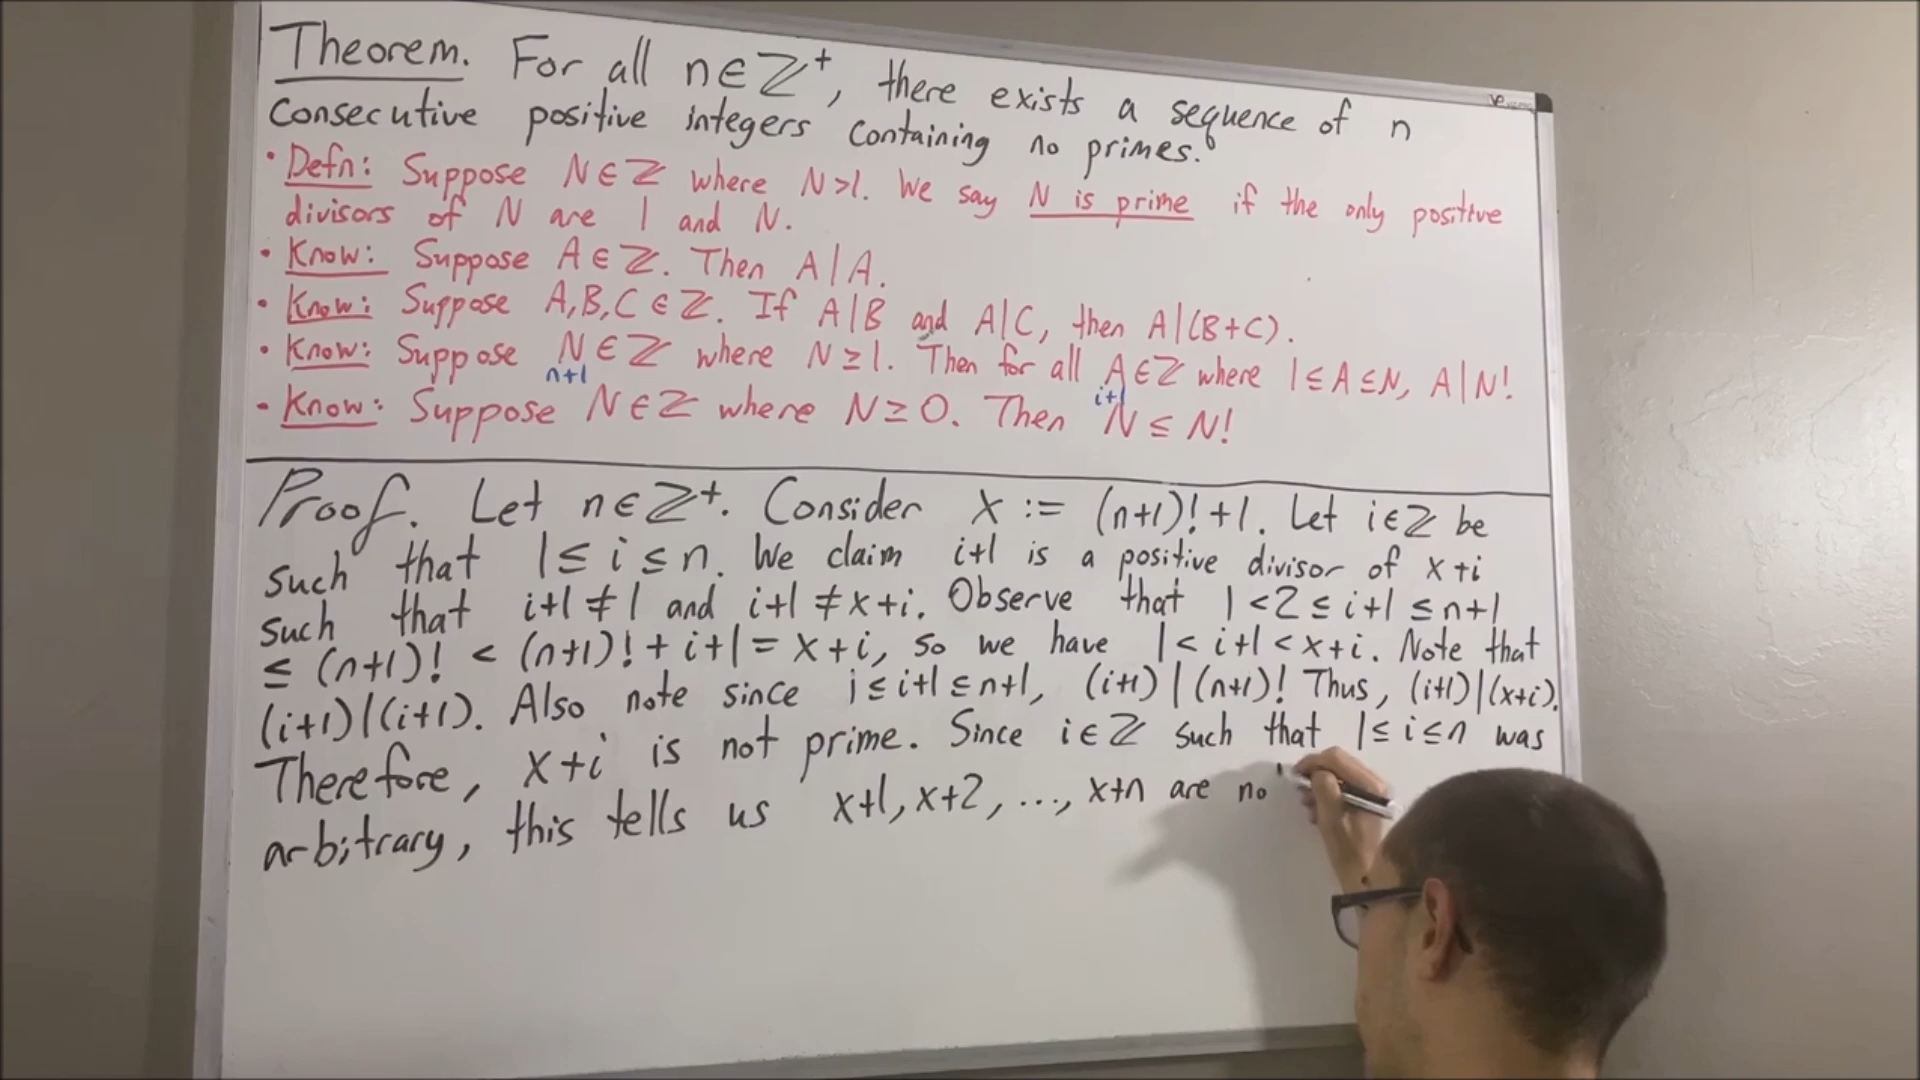 Theorem. For all n∈ℤ⁺, there exists a sequence of n
consecutive positive integers containing no primes.
• Defn: Suppose N∈ℤ where N>1. We say N is prime if the only positive
divisors of N are 1 and N.
• Know: Suppose A∈ℤ. Then A|A.
• Know: Suppose A,B,C∈ℤ. If A|B and A|C, then A|(B+C).
• Know: Suppose N∈ℤ where N≥1. Then for all A∈ℤ where 1≤A≤N, A|N!
n+1 i+1
• Know: Suppose N∈ℤ where N≥0. Then N≤N!
Proof. Let n∈ℤ⁺. Consider x := (n+1)!+1. Let i∈ℤ be
such that 1≤i≤n. We claim i+1 is a positive divisor of x+i
such that i+1≠1 and i+1≠x+i. Observe that 1<2≤i+1≤n+1
≤(n+1)! < (n+1)!+i+1=x+i, so we have 1<i+1<x+i. Note that
(i+1)|(i+1). Also note since 1≤i+1≤n+1, (i+1)|(n+1)! Thus, (i+1)|(x+i).
Therefore, x+i is not prime. Since i∈ℤ such that 1≤i≤n was
arbitrary, this tells us x+1, x+2, ..., x+n are no